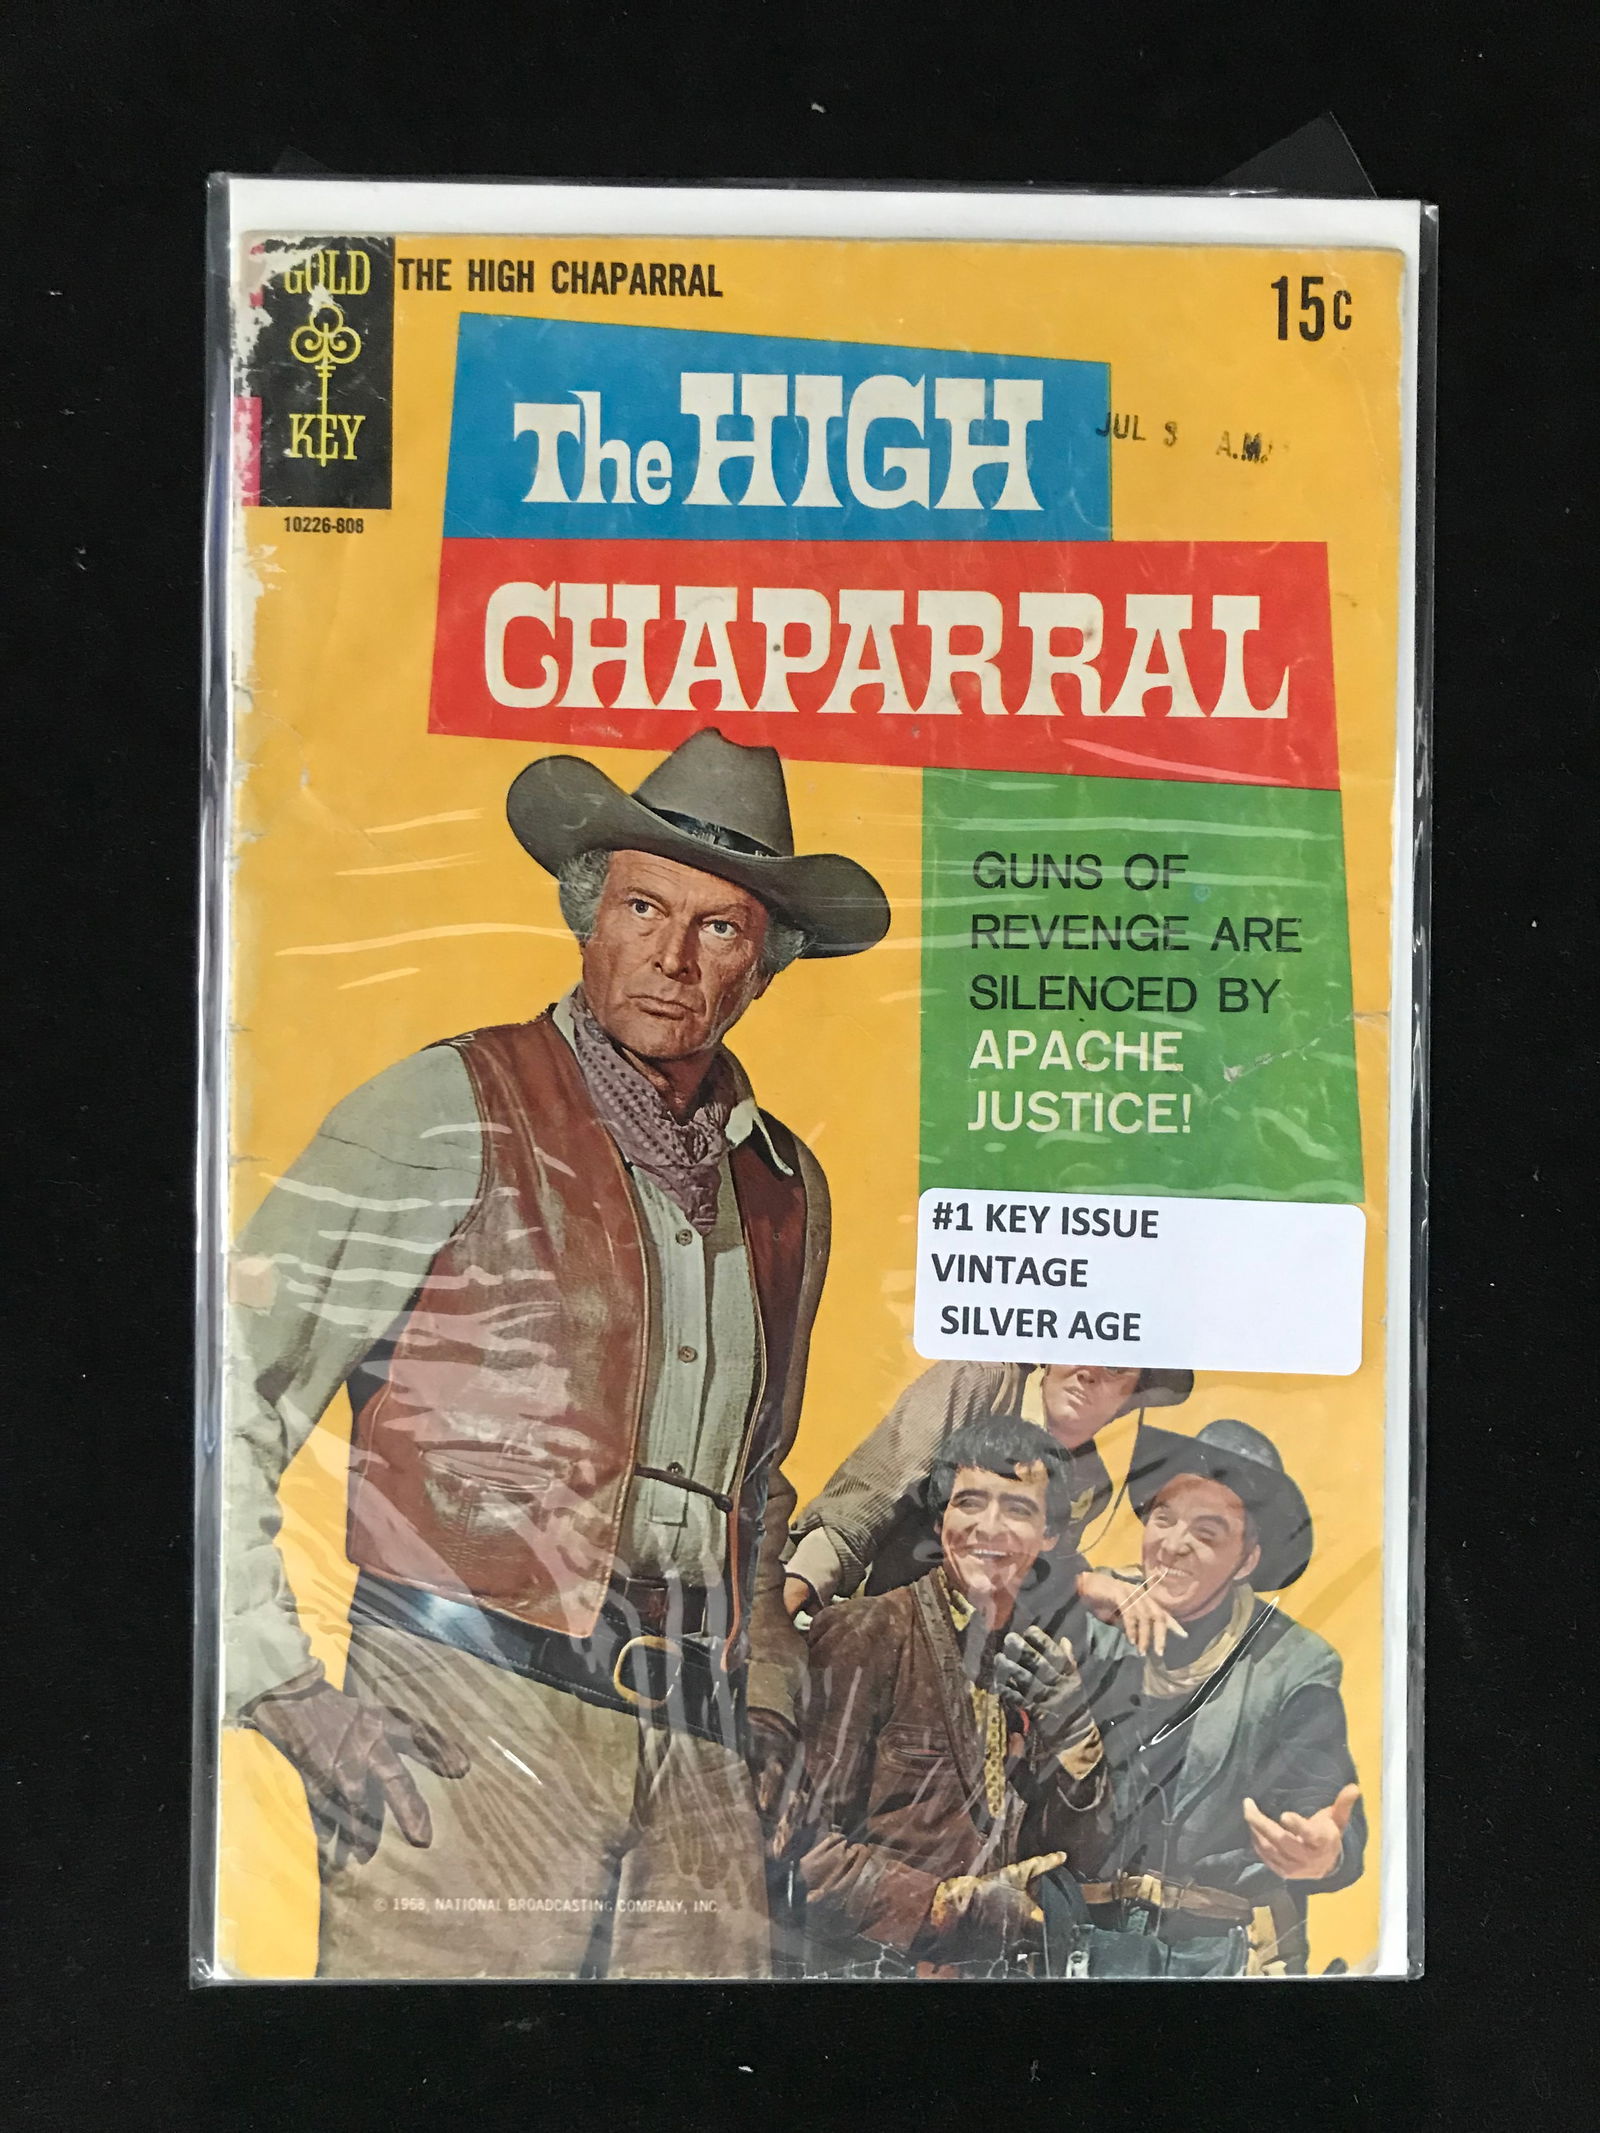 GOLD
KEY
10226-808
THE HIGH CHAPARRAL
15c
The HIGH
CHAPARRAL
JUL 3 A.M.
GUNS OF
REVENGE ARE
SILENCED BY
APACHE
JUSTICE!
#1 KEY ISSUE
VINTAGE
SILVER AGE
© 1968, NATIONAL BROADCASTING COMPANY, INC.